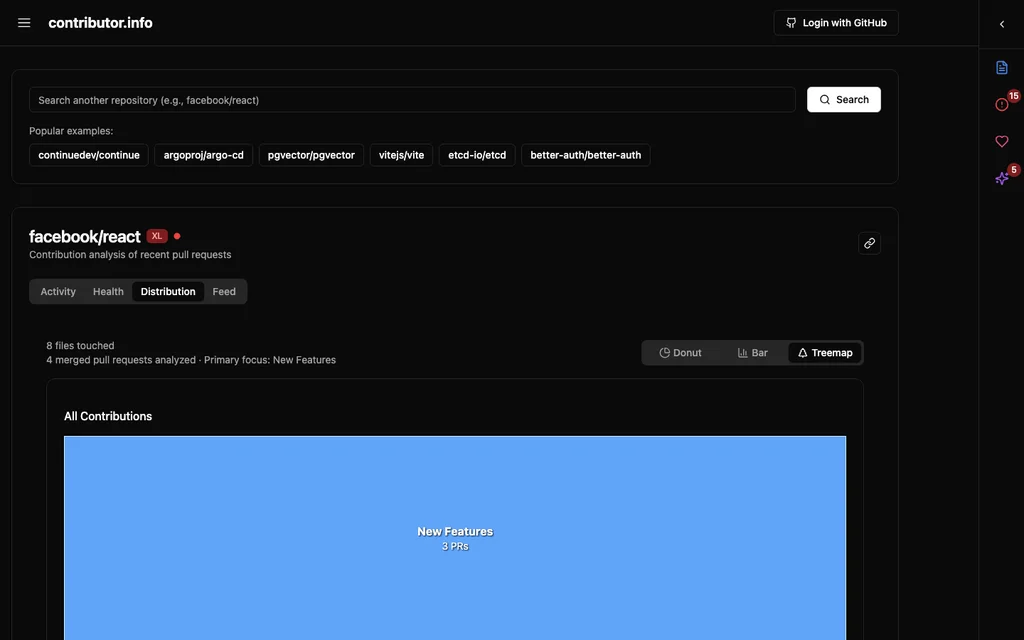 contributor.info
Login with GitHub
Search another repository (e.g., facebook/react)
Search
Popular examples:
continuedev/continue argoproj/argo-cd pgvector/pgvector vitejs/vite etcd-io/etcd better-auth/better-auth
15
5
facebook/react XL
Contribution analysis of recent pull requests
Activity Health Distribution Feed
8 files touched
4 merged pull requests analyzed · Primary focus: New Features
Donut Bar Treemap
All Contributions
New Features
3 PRs